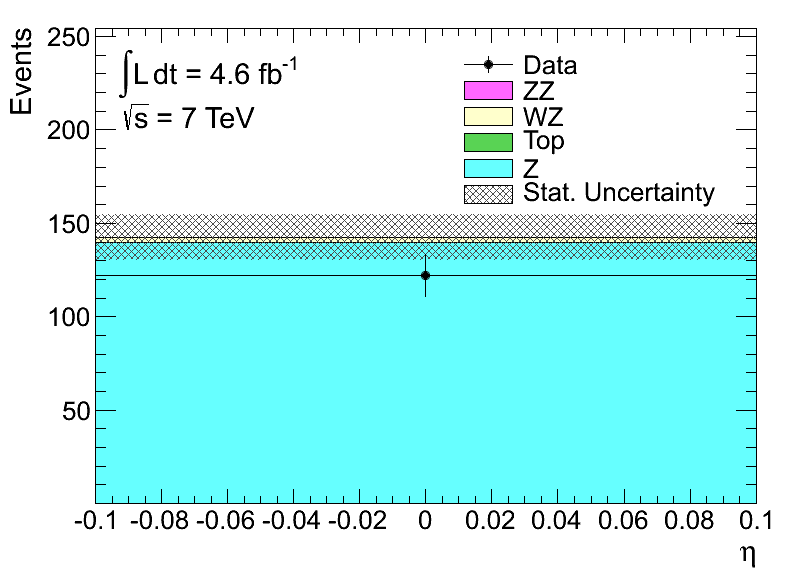 Events
250
200
150
100
50
∫L dt = 4.6 fb⁻¹
√s = 7 TeV
Data
ZZ
WZ
Top
Z
Stat. Uncertainty
-0.1 -0.08 -0.06 -0.04 -0.02 0 0.02 0.04 0.06 0.08 0.1
η